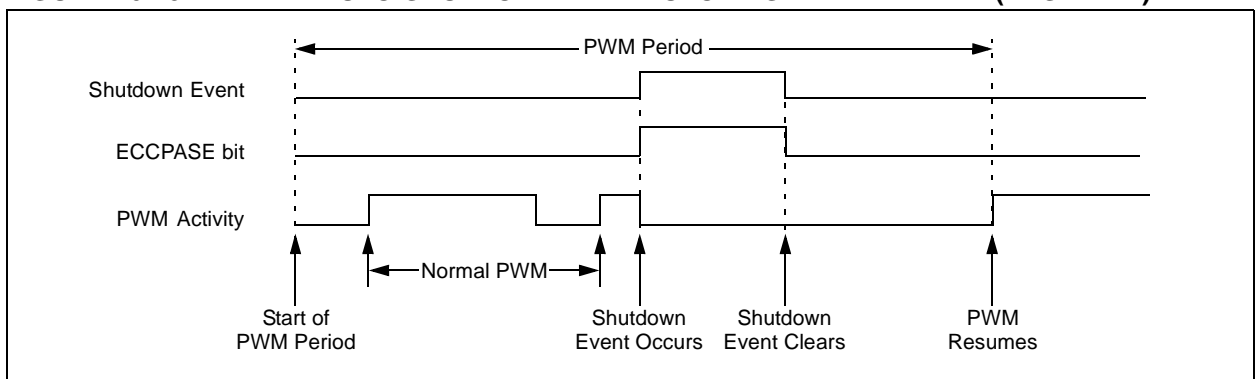 PWM Period
Shutdown Event
ECCPASE bit
PWM Activity
Normal PWM
Start of
PWM Period
Shutdown
Event Occurs
Shutdown
Event Clears
PWM
Resumes